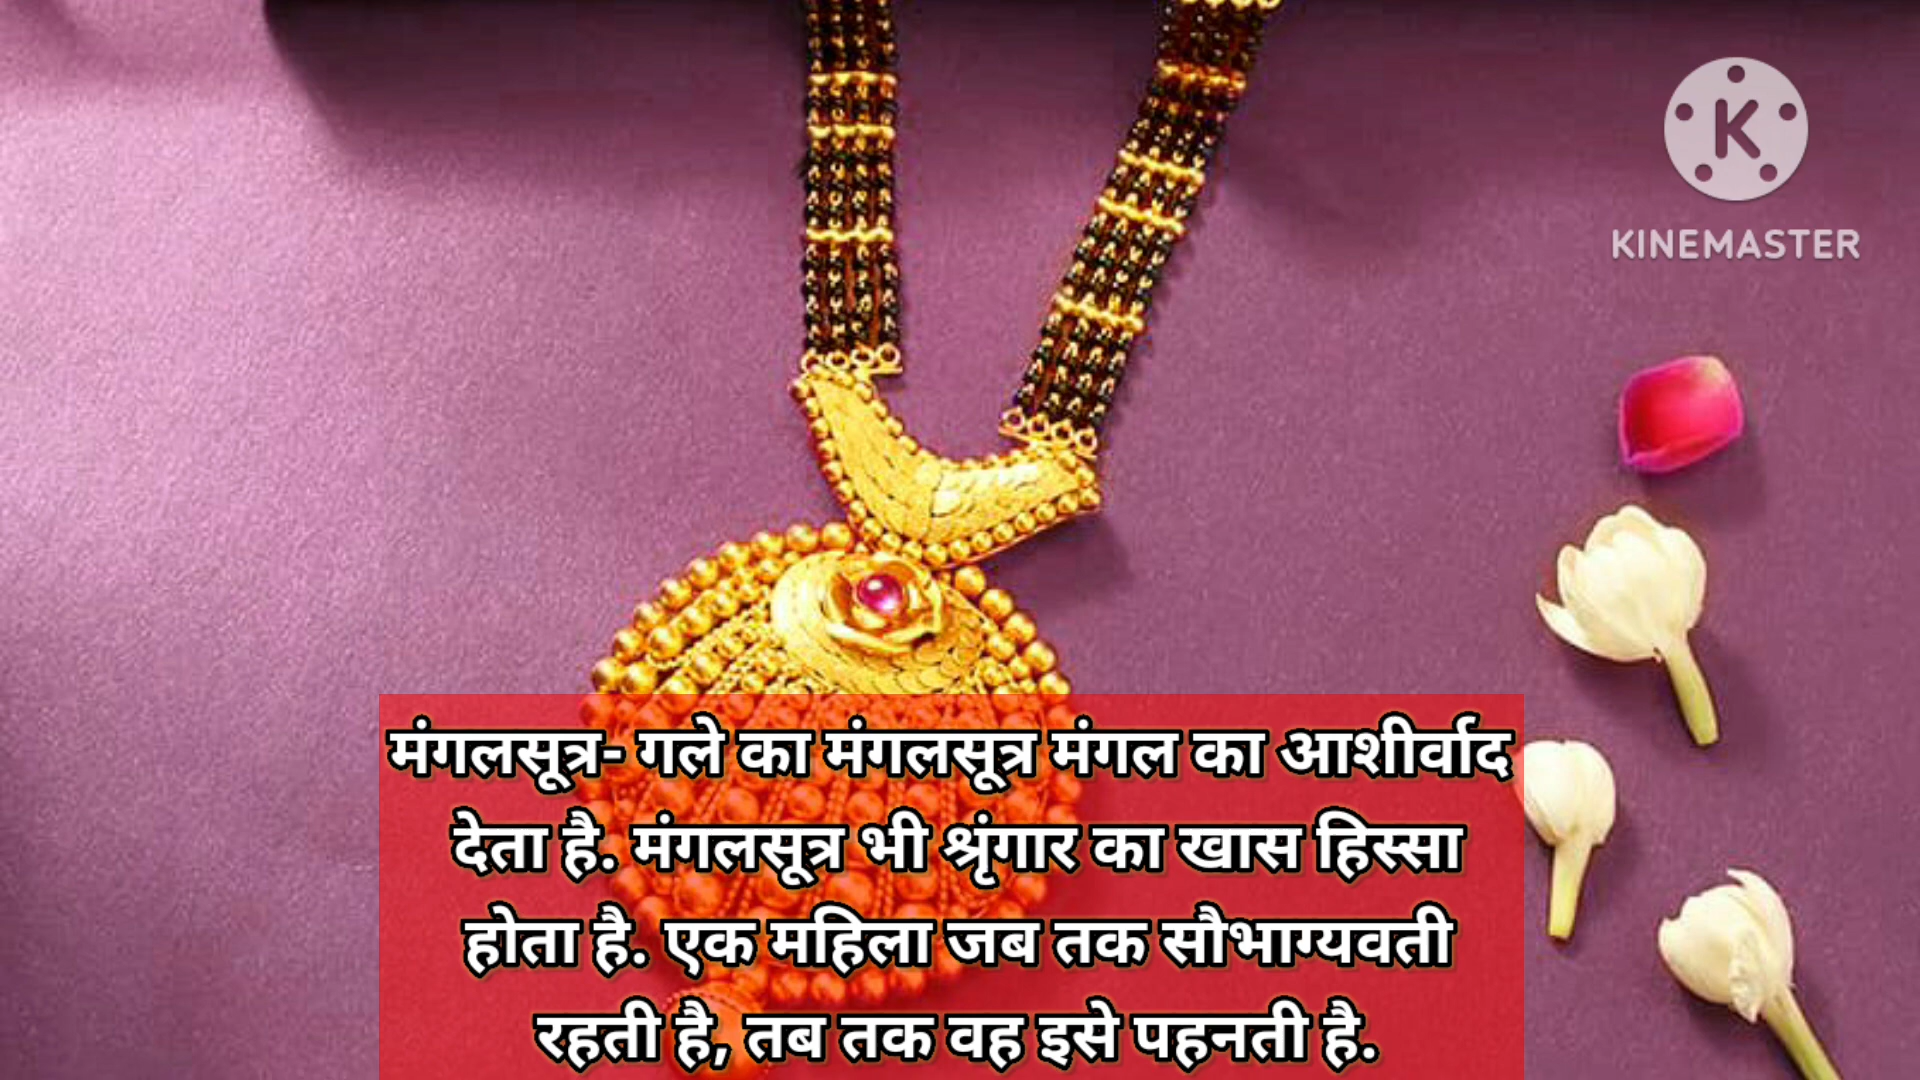 K
KINEMASTER
मंगलसूत्र- गले का मंगलसूत्र मंगल का आशीर्वाद
देता है. मंगलसूत्र भी श्रृंगार का खास हिस्सा
होता है. एक महिला जब तक सौभाग्यवती
रहती है, तब तक वह इसे पहनती है.